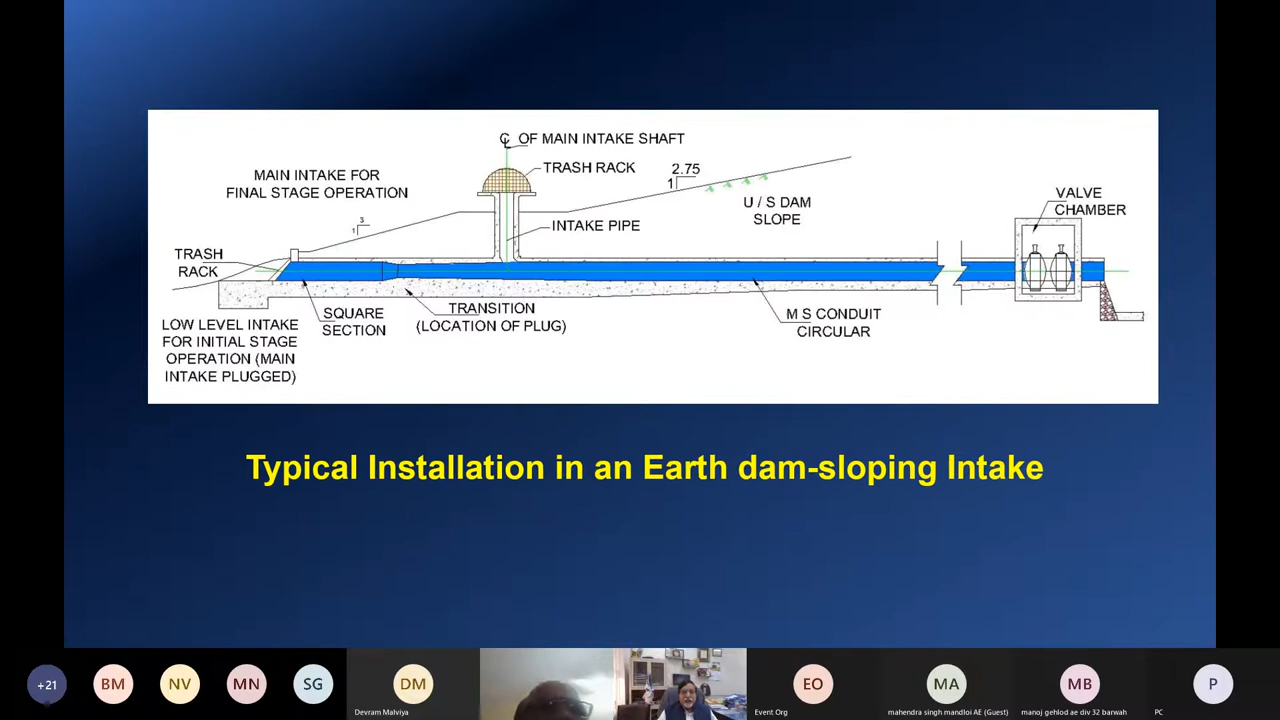 ℄ OF MAIN INTAKE SHAFT
TRASH RACK
2.75
1
MAIN INTAKE FOR
FINAL STAGE OPERATION
U / S DAM
SLOPE
VALVE
CHAMBER
3
1
INTAKE PIPE
TRASH
RACK
LOW LEVEL INTAKE
FOR INITIAL STAGE
OPERATION (MAIN
INTAKE PLUGGED)
SQUARE
SECTION
TRANSITION
(LOCATION OF PLUG)
M S CONDUIT
CIRCULAR
Typical Installation in an Earth dam-sloping Intake
+21
BM
NV
MN
SG
DM
Devram Malviya
EO
Event Org
MA
mahendra singh mandloi AE (Guest)
MB
manoj gehlod ae div 32 barwah
P
PC